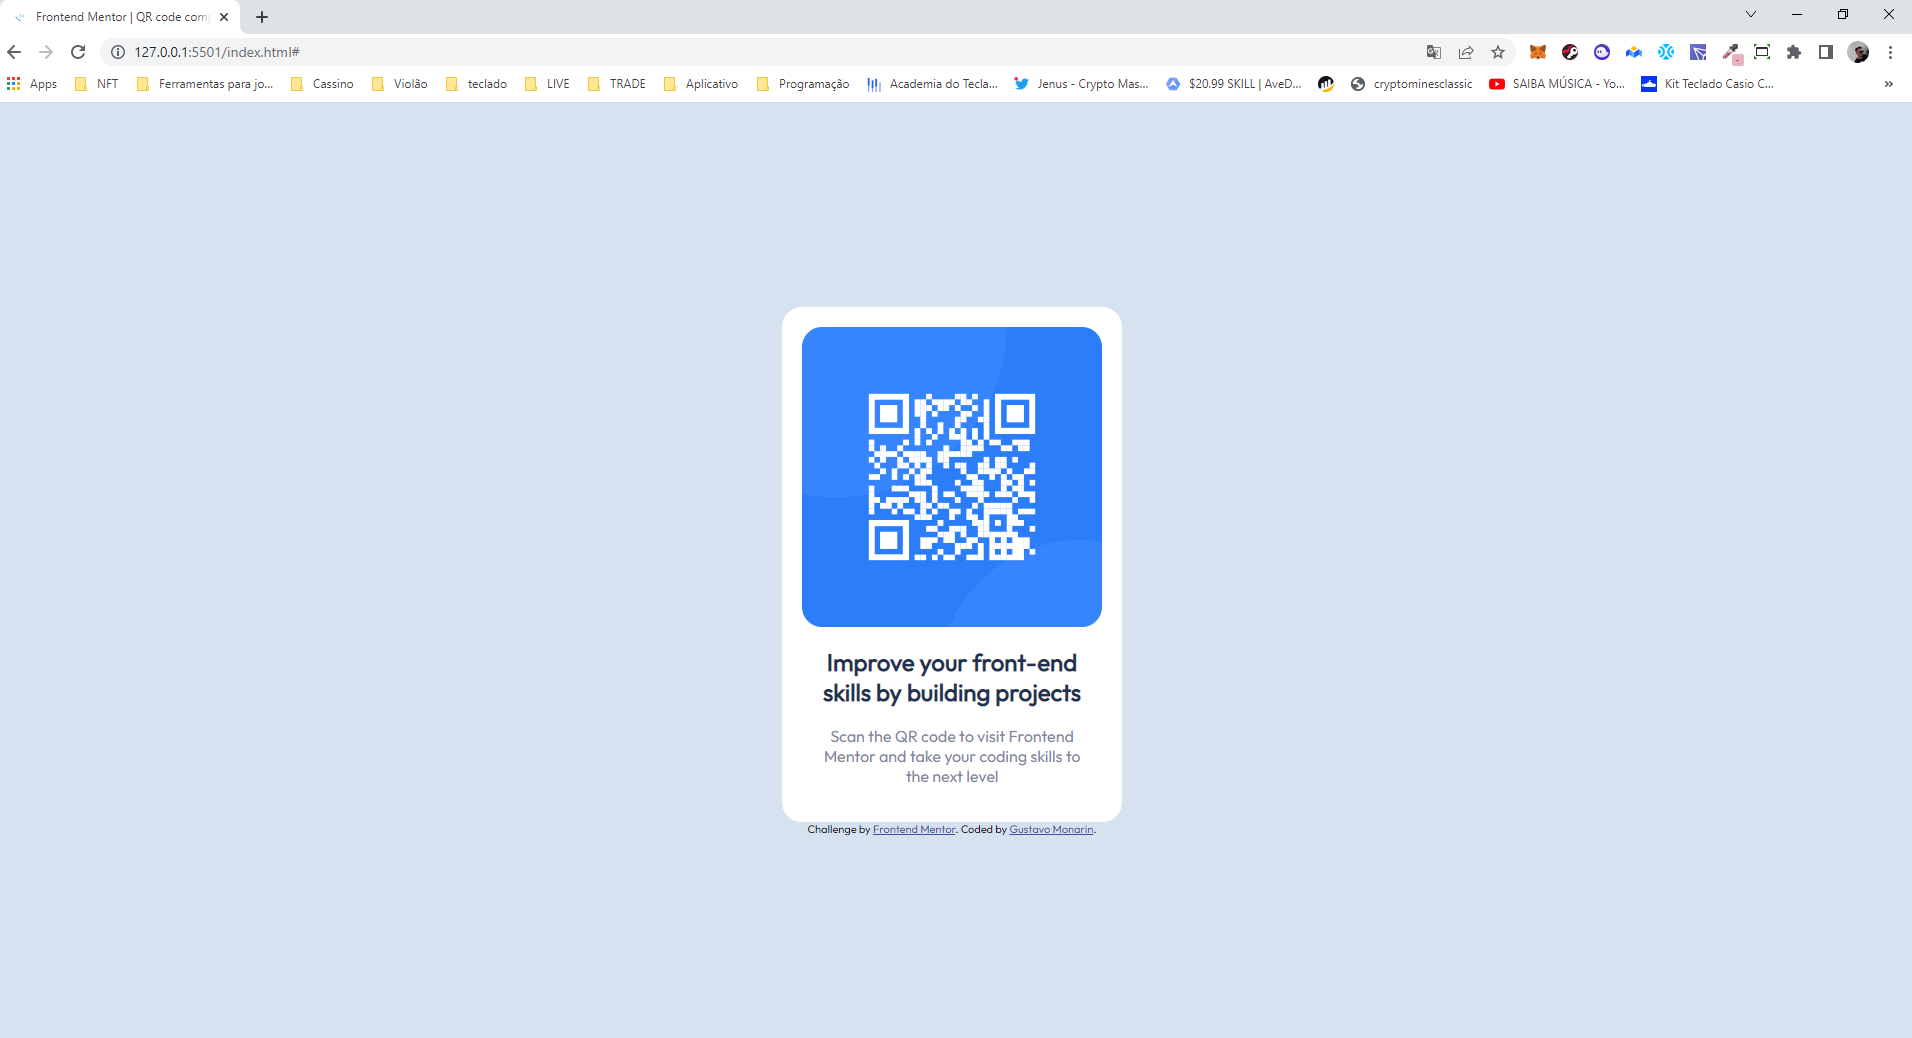 Frontend Mentor | QR code com
127.0.0.1:5501/index.html#
Apps NFT Ferramentas para jo... Cassino Violão teclado LIVE TRADE Aplicativo Programação Academia do Tecla... Jenus - Crypto Mas... $20.99 SKILL | AveD... cryptominesclassic SAIBA MÚSICA - Yo... Kit Teclado Casio C... »
Improve your front-end
skills by building projects
Scan the QR code to visit Frontend
Mentor and take your coding skills to
the next level
Challenge by Frontend Mentor. Coded by Gustavo Monarin.